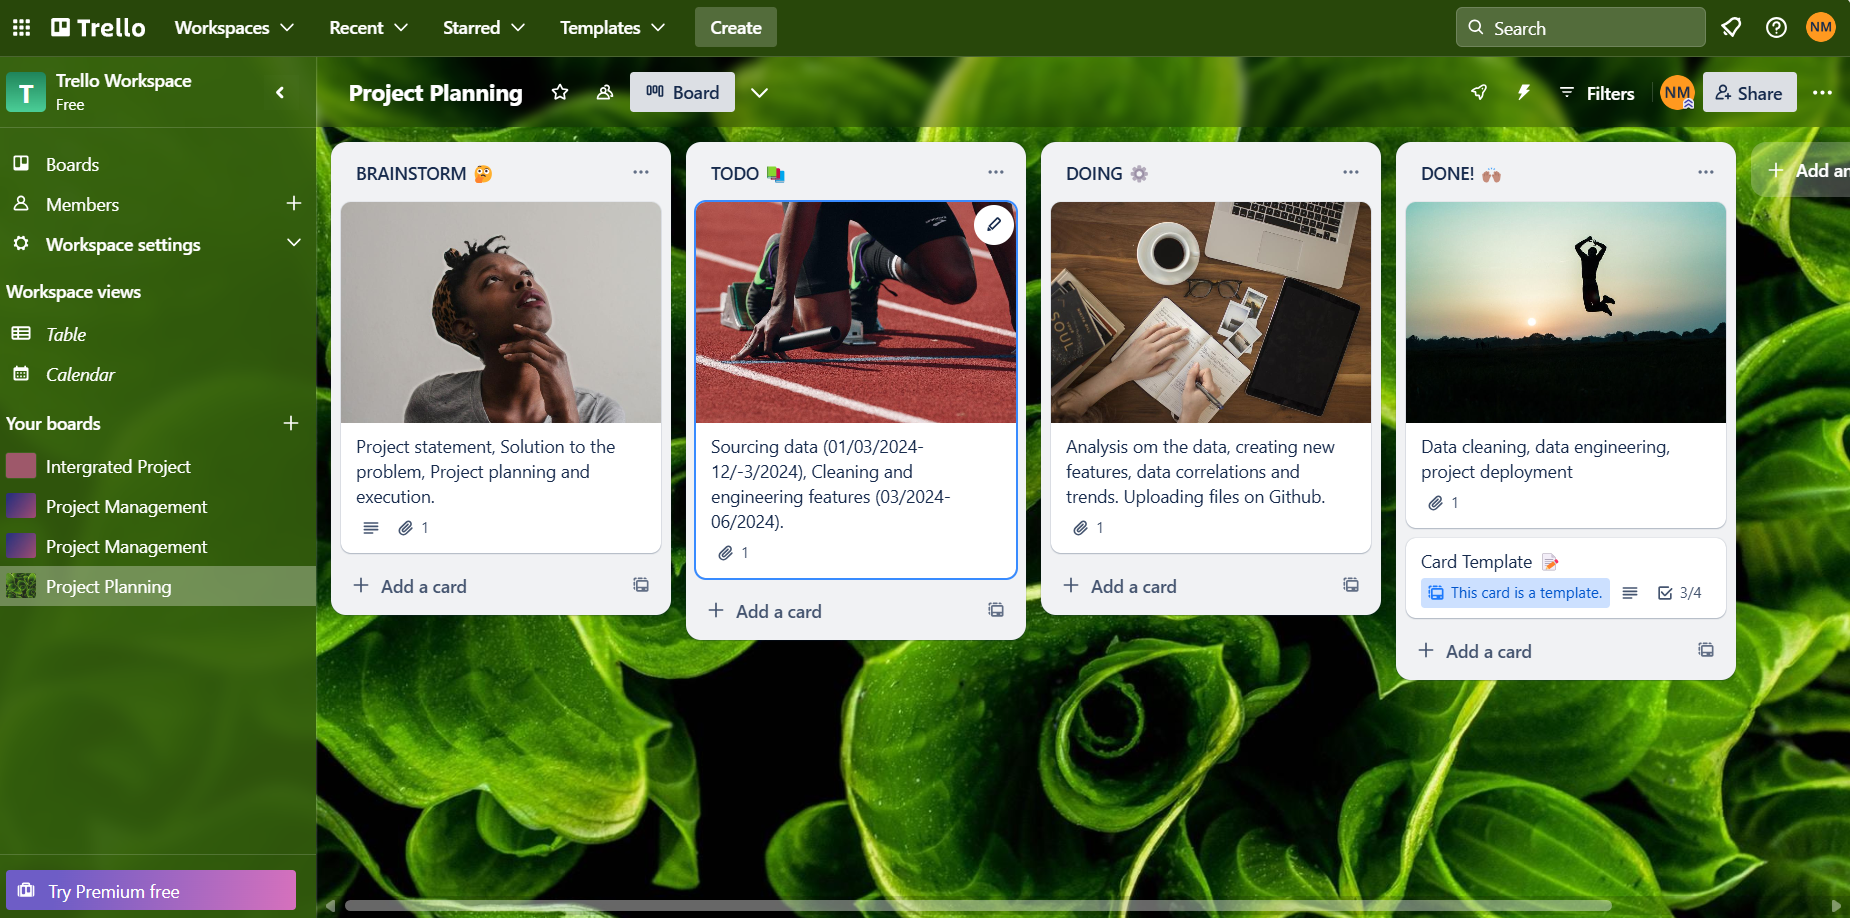 Trello
Workspaces
Recent
Starred
Templates
Create
Search
NM
T
Trello Workspace
Free
Project Planning
Board
Filters
NM
Share
Boards
Members
Workspace settings
Workspace views
Table
Calendar
Your boards
Intergrated Project
Project Management
Project Management
Project Planning
Try Premium free
BRAINSTORM 🤔
Project statement, Solution to the
problem, Project planning and
execution.
1
Add a card
TODO 📚
Sourcing data (01/03/2024-
12/-3/2024), Cleaning and
engineering features (03/2024-
06/2024).
1
Add a card
DOING ⚙️
SOUL
Analysis om the data, creating new
features, data correlations and
trends. Uploading files on Github.
1
Add a card
DONE! 🙌🏽
Data cleaning, data engineering,
project deployment
1
Card Template 📝
This card is a template.
3/4
Add a card
Add an